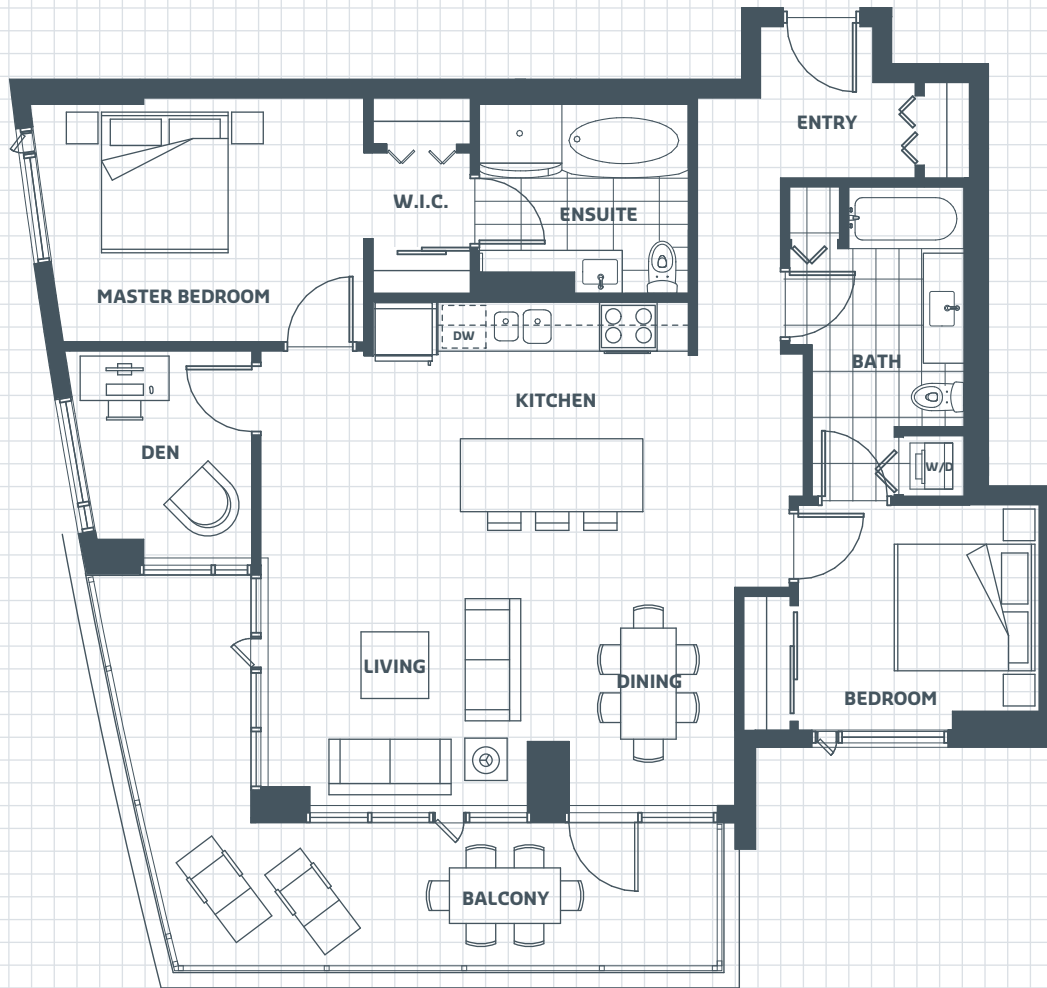 ENTRY
W.I.C.
ENSUITE
MASTER BEDROOM
DW
BATH
KITCHEN
DEN
W/D
LIVING
DINING
BEDROOM
BALCONY